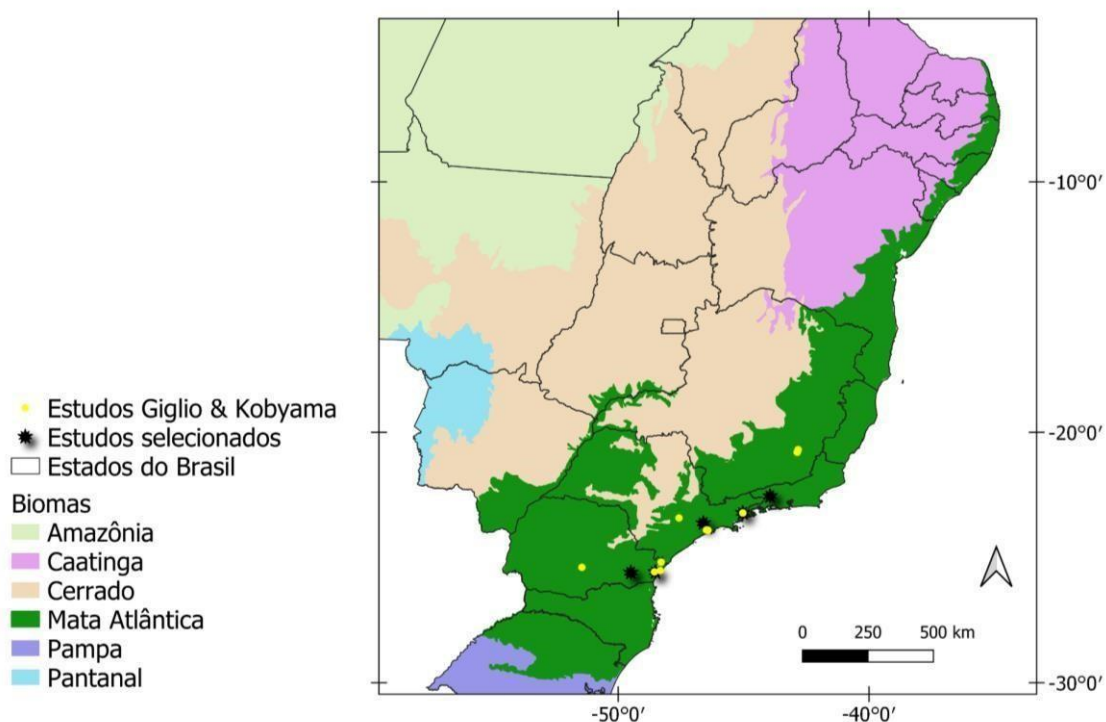 Estudos Giglio & Kobyama
Estudos selecionados
Estados do Brasil
Biomas
Amazônia
Caatinga
Cerrado
Mata Atlântica
Pampa
Pantanal
-10°0′
-20°0′
-30°0′
0 250 500 km
-50°0′ -40°0′